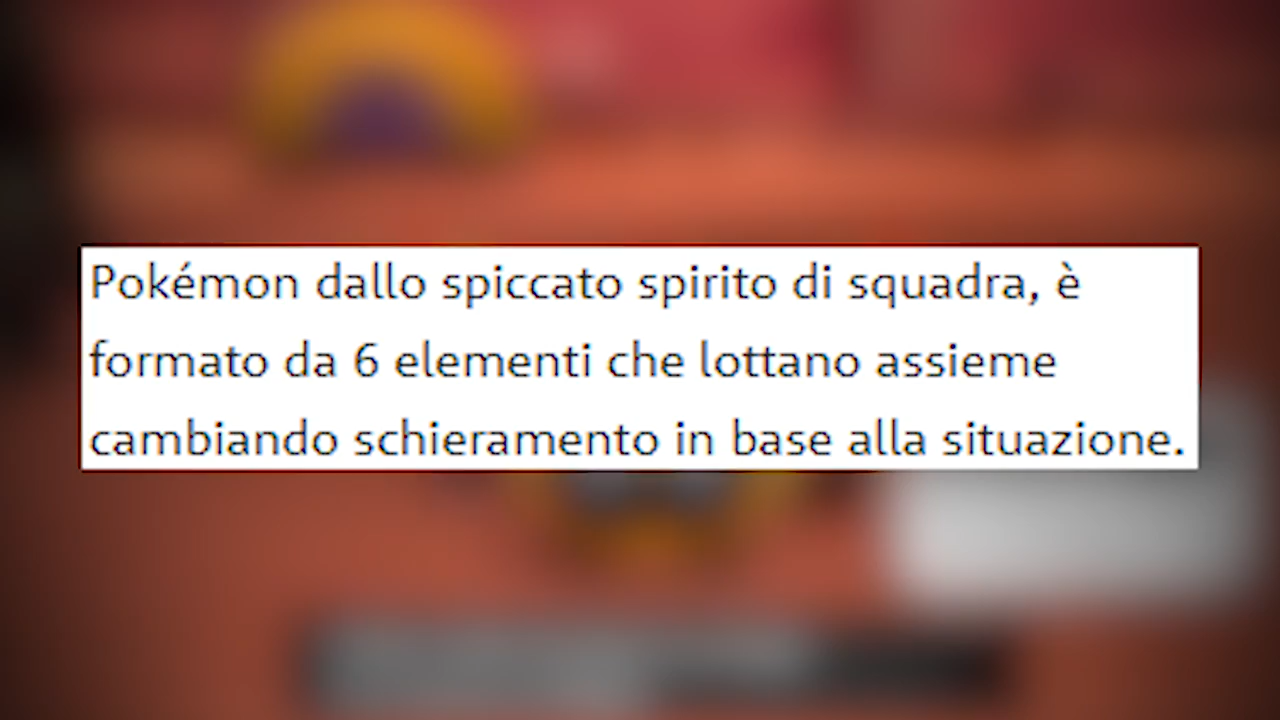 Pokémon dallo spiccato spirito di squadra, è
formato da 6 elementi che lottano assieme
cambiando schieramento in base alla situazione.